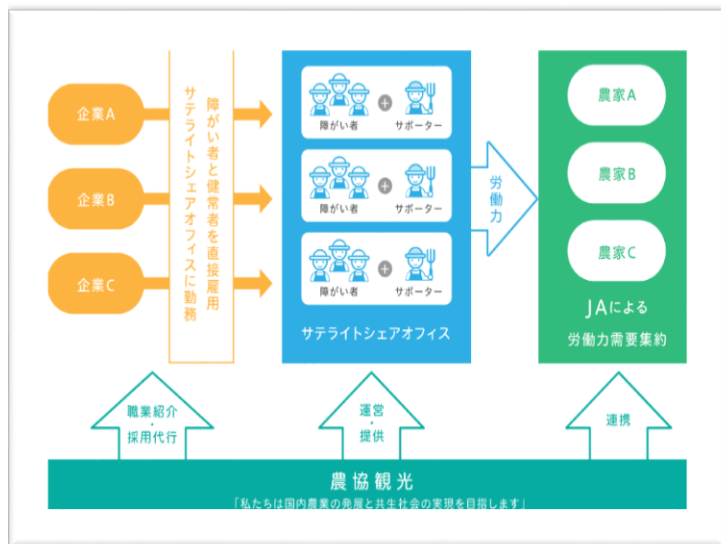 企業A
企業B
企業C
障がい者と健常者を直接雇用
サテライトシェアオフィスに勤務
障がい者
サポーター
障がい者
サポーター
障がい者
サポーター
サテライトシェアオフィス
労働力
農家A
農家B
農家C
JAによる
労働力需要集約
職業紹介
・
採用代行
運営
・
提供
連携
農協観光
「私たちは国内農業の発展と共生社会の実現を目指します」